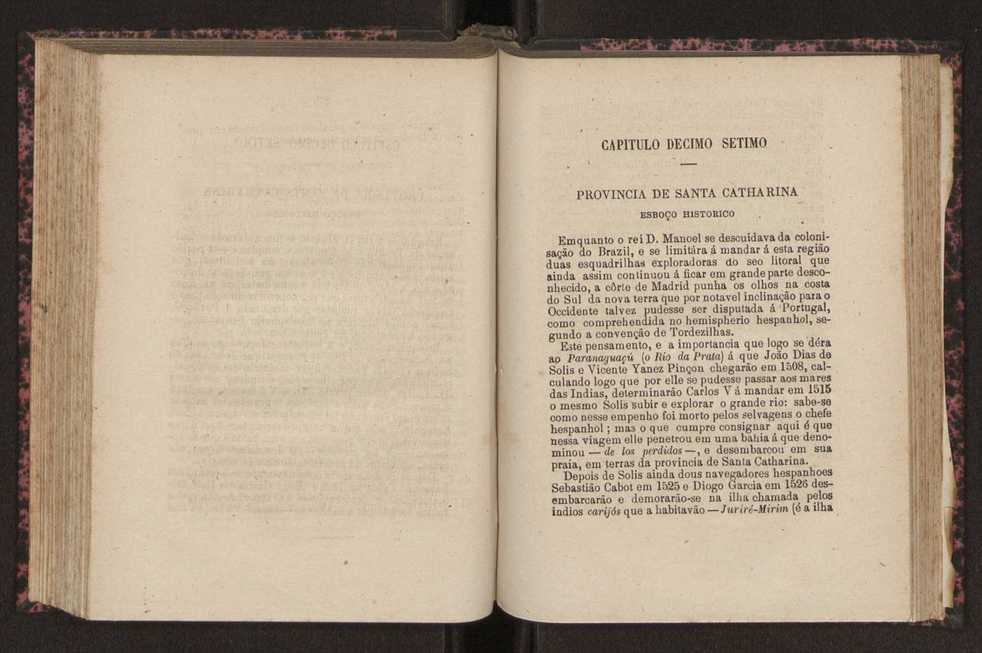 CAPITULO DECIMO SETIMO
PROVINCIA DE SANTA CATHARINA
ESBOÇO HISTORICO
Emquanto o rei D. Manoel se descuidava da coloni-
sação do Brazil, e se limitára á mandar á esta região
duas esquadrilhas exploradoras do seo litoral que
ainda assim continuou á ficar em grande parte desco-
nhecido, a côrte de Madrid punha os olhos na costa
do Sul da nova terra que por notavel inclinação para o
Occidente talvez pudesse ser disputada á Portugal,
como comprehendida no hemispherio hespanhol, se-
gundo a convenção de Tordezilhas.
Este pensamento, e a importancia que logo se déra
ao Paranaguaçú (o Rio da Prata) á que João Dias de
Solis e Vicente Yanez Pinçon chegarão em 1508, cal-
culando logo que por elle se pudesse passar aos mares
das Indias, determinarão Carlos V á mandar em 1515
o mesmo Solis subir e explorar o grande rio: sabe-se
como nesse empenho foi morto pelos selvagens o chefe
hespanhol; mas o que cumpre consignar aqui é que
nessa viagem elle penetrou em uma bahia á que deno-
minou — de los perdidos —, e desembarcou em sua
praia, em terras da provincia de Santa Catharina.
Depois de Solis ainda dous navegadores hespanhoes
Sebastião Cabot em 1525 e Diogo Garcia em 1526 des-
embarcarão e demorarão-se na ilha chamada pelos
indios carijós que a habitavão — Juriré-Mirim (é a ilha